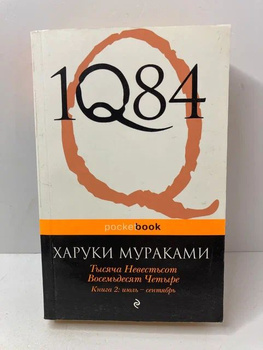 1Q84
pocketbook
ХАРУКИ МУРАКАМИ
Тысяча Невестьсот
Восемьдесят Четыре
Книга 2: июль – сентябрь